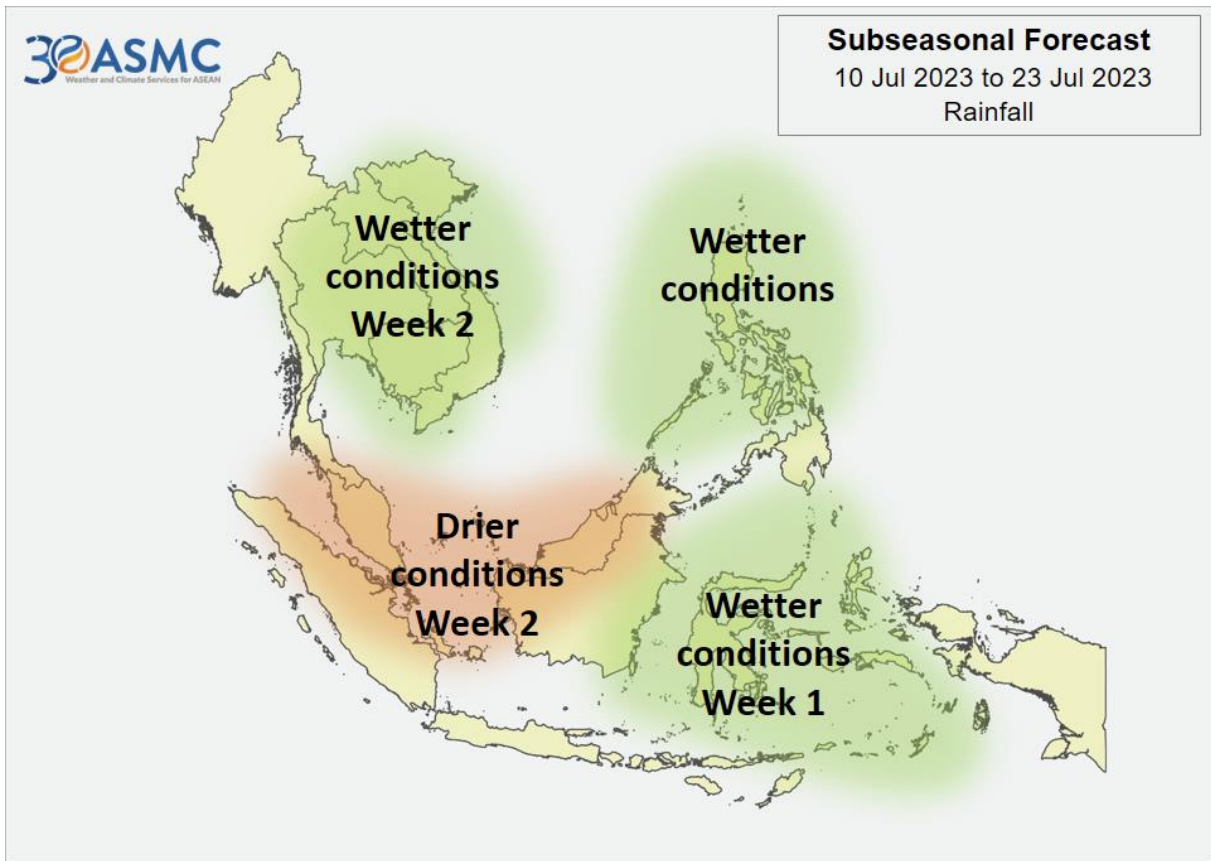 30 ASMC
Weather and Climate Services for ASEAN
Subseasonal Forecast
10 Jul 2023 to 23 Jul 2023
Rainfall
Wetter
conditions
Week 2
Wetter
conditions
Drier
conditions
Week 2
Wetter
conditions
Week 1